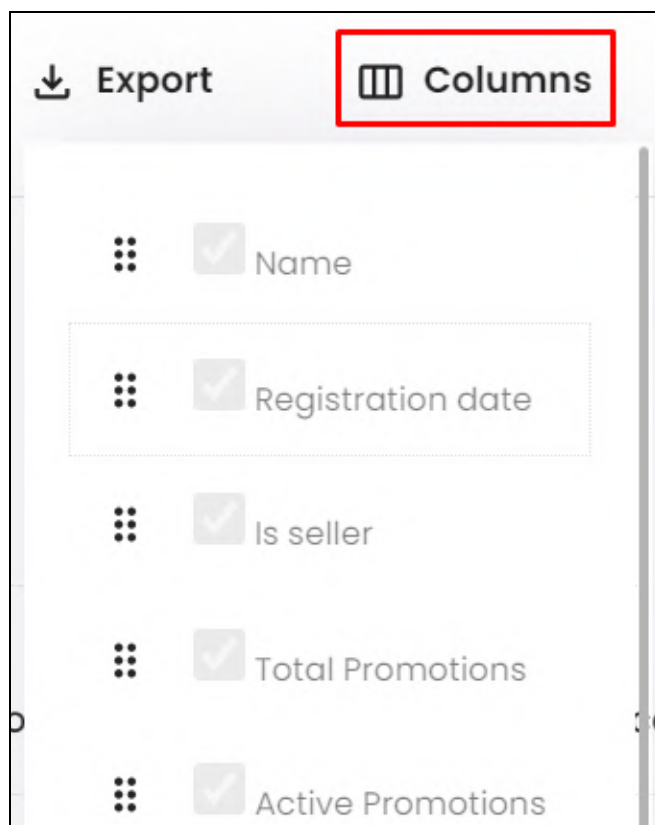 Export Columns
Name
Registration date
Is seller
Total Promotions
Active Promotions